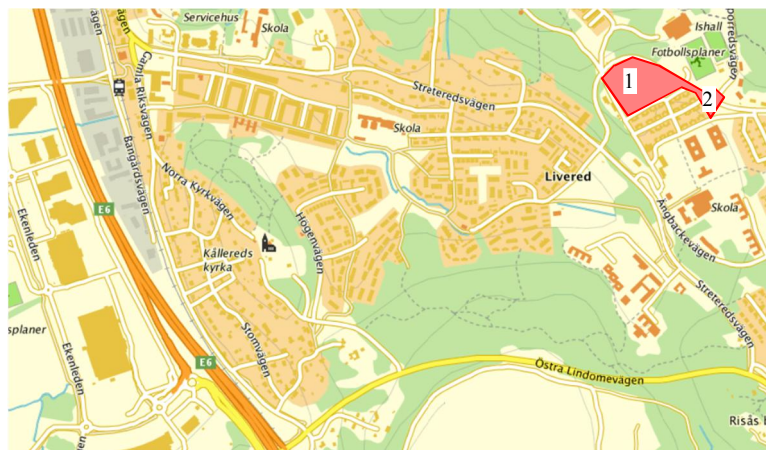 Servicehus
Skola
Ishall
Fotbollsplaner
1
2
Gamla Riksvägen
Streteredsvägen
Skola
Bangårdsvägen
Livered
Norra Kyrkvägen
E6
Ekenleden
Högenvägen
Skola
Ängbackevägen
Kållereds
kyrka
Streteredsvägen
splaner
Stomvägen
Ekenleden
E6
Östra Lindomevägen
Risås